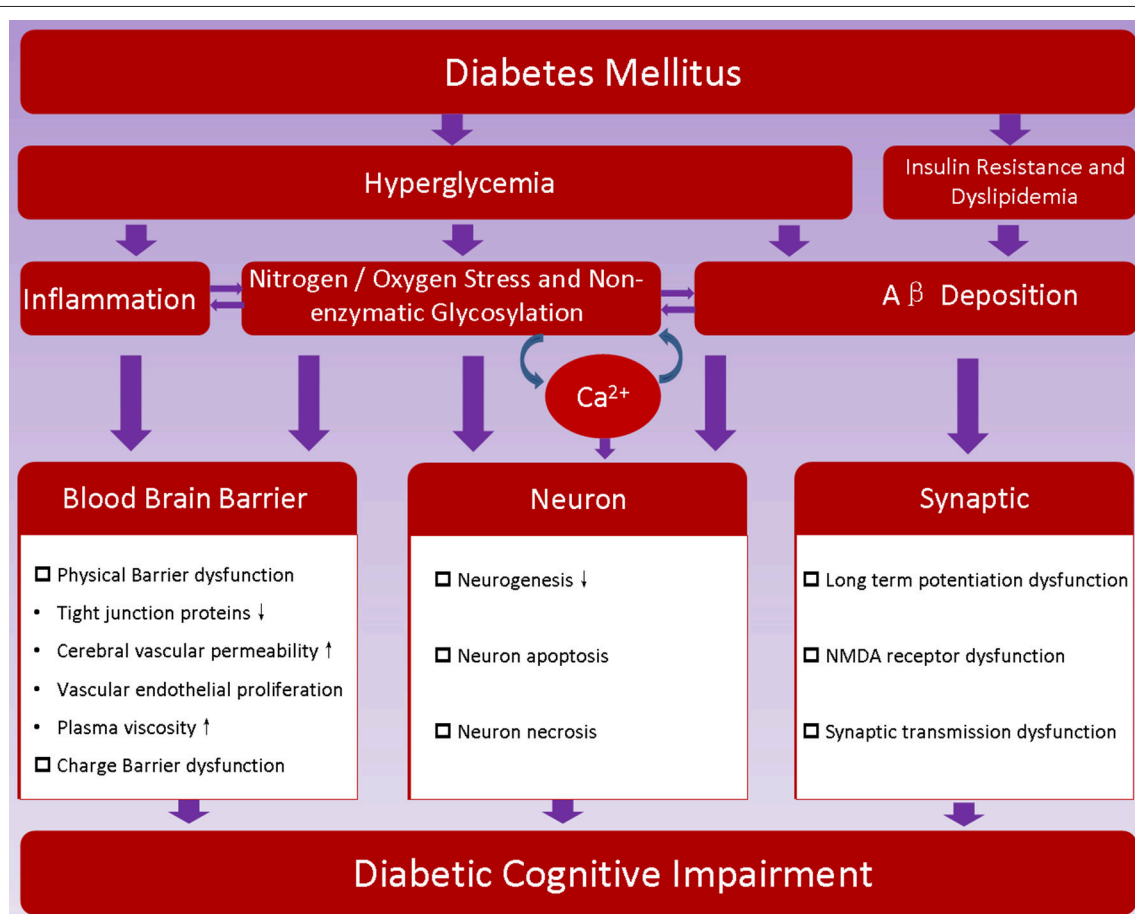 Diabetes Mellitus
Hyperglycemia
Insulin Resistance and
Dyslipidemia
Inflammation
Nitrogen / Oxygen Stress and Non-
enzymatic Glycosylation
A β Deposition
Ca²⁺
Blood Brain Barrier
□ Physical Barrier dysfunction
• Tight junction proteins ↓
• Cerebral vascular permeability ↑
• Vascular endothelial proliferation
• Plasma viscosity ↑
□ Charge Barrier dysfunction
Neuron
□ Neurogenesis ↓
□ Neuron apoptosis
□ Neuron necrosis
Synaptic
□ Long term potentiation dysfunction
□ NMDA receptor dysfunction
□ Synaptic transmission dysfunction
Diabetic Cognitive Impairment